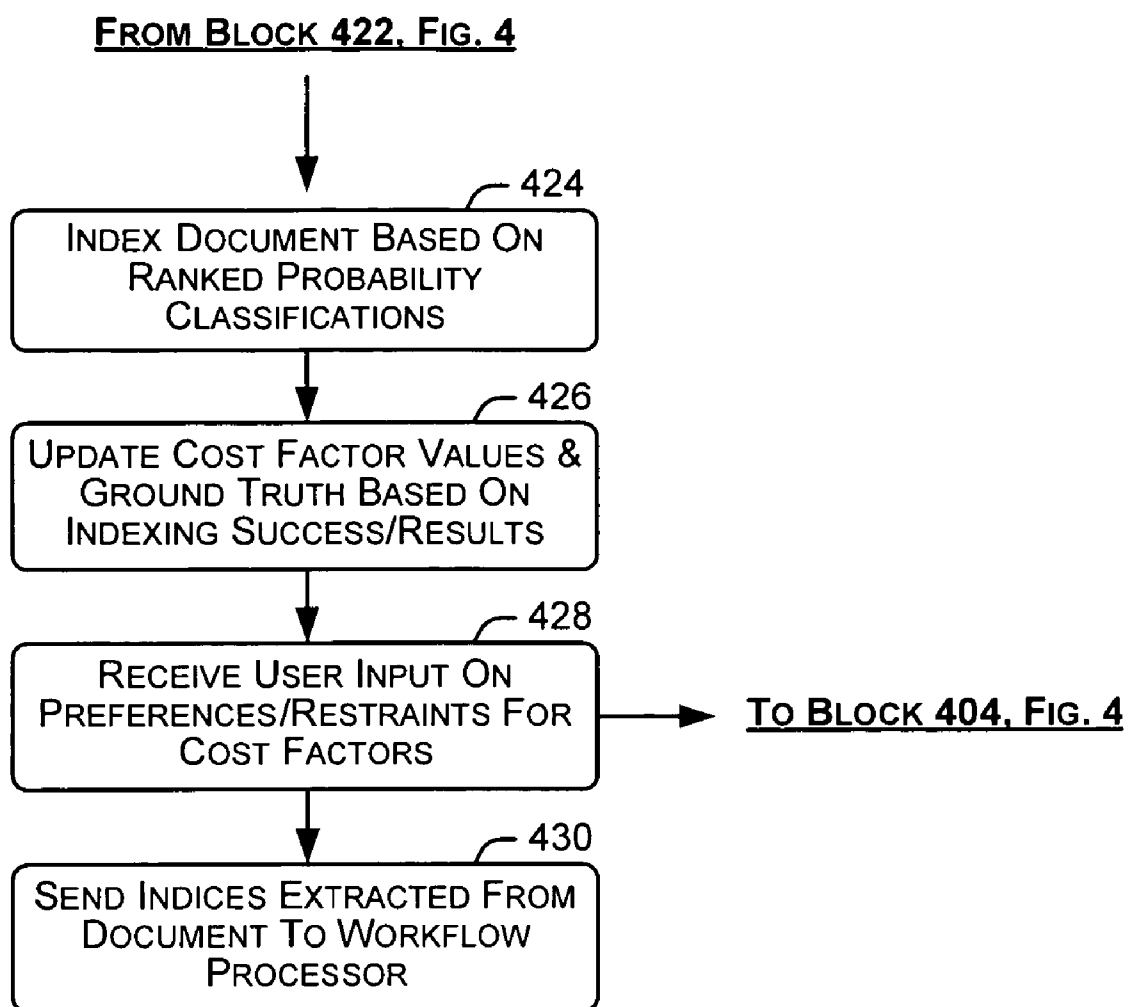 FROM BLOCK 422, FIG. 4
424
INDEX DOCUMENT BASED ON
RANKED PROBABILITY
CLASSIFICATIONS
426
UPDATE COST FACTOR VALUES &
GROUND TRUTH BASED ON
INDEXING SUCCESS/RESULTS
428
RECEIVE USER INPUT ON
PREFERENCES/RESTRAINTS FOR
COST FACTORS
TO BLOCK 404, FIG. 4
430
SEND INDICES EXTRACTED FROM
DOCUMENT TO WORKFLOW
PROCESSOR